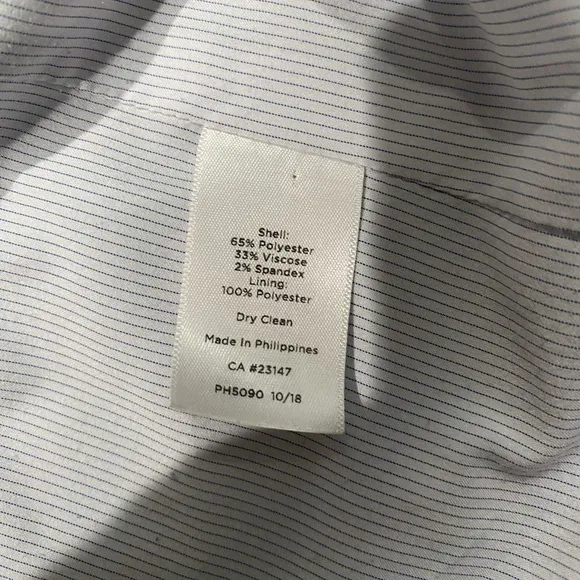 Shell:
65% Polyester
33% Viscose
2% Spandex
Lining:
100% Polyester
Dry Clean
Made In Philippines
CA #23147
PH5090 10/18